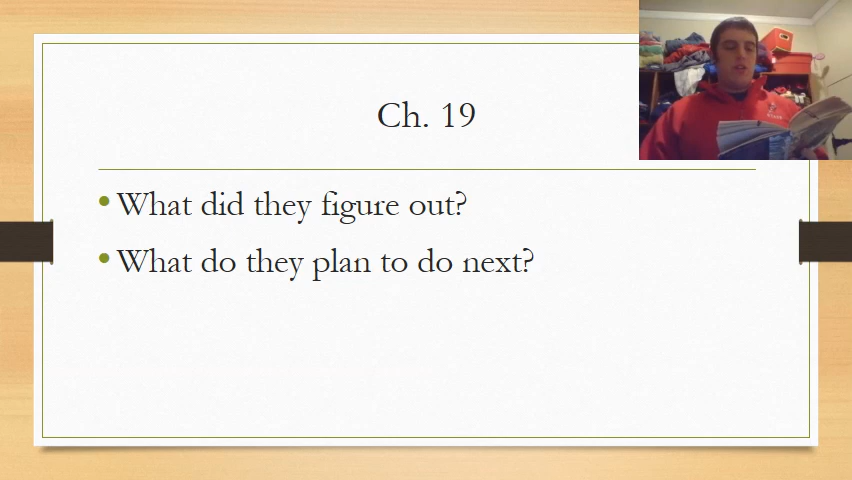 Ch. 19
What did they figure out?
What do they plan to do next?